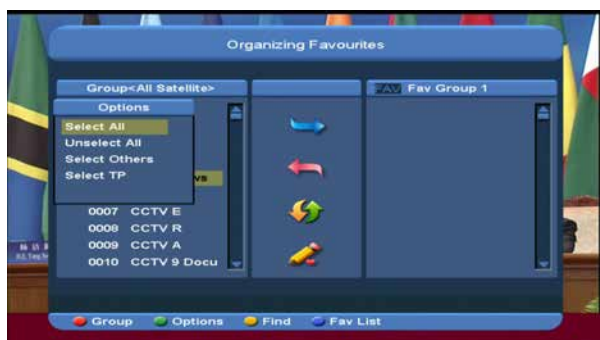 Organizing Favourites
Group<All Satellite>
FAV Fav Group 1
Options
Select All
Unselect All
Select Others
Select TP
ws
0007 CCTV E
0008 CCTV R
0009 CCTV A
0010 CCTV 9 Docu
Group Options Find Fav List